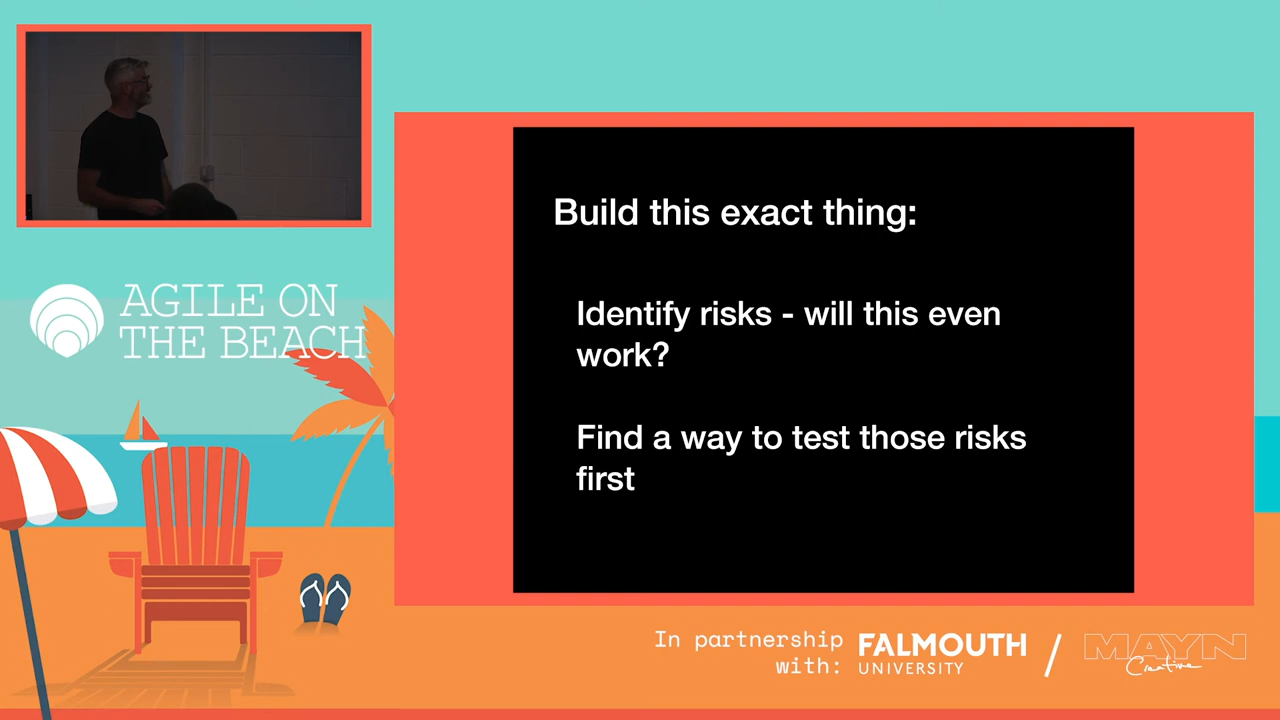 AGILE ON
THE BEACH
Build this exact thing:
Identify risks - will this even
work?
Find a way to test those risks
first
In partnership
with:
FALMOUTH
UNIVERSITY
/
MAYN
Creative